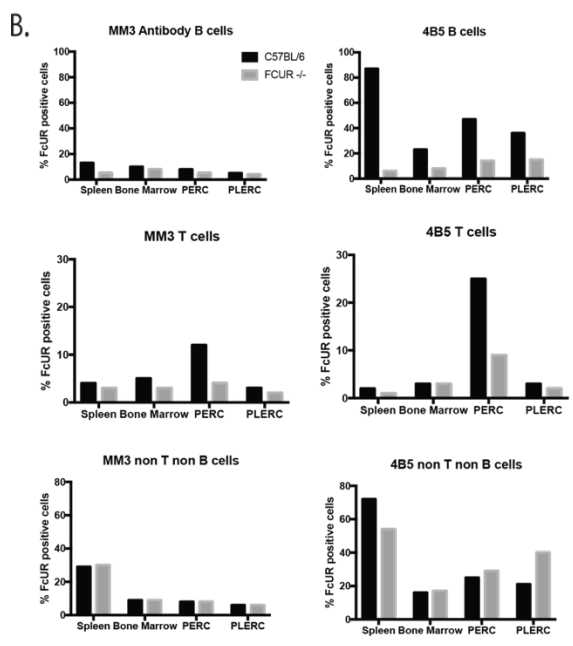 B.
MM3 Antibody B cells
C57BL/6
FCUR -/-
% FcUR positive cells
100
80
60
40
20
0
Spleen Bone Marrow PERC PLERC
4B5 B cells
% FcUR positive cells
100
80
60
40
20
0
Spleen Bone Marrow PERC PLERC
MM3 T cells
% FcUR positive cells
30
20
10
0
Spleen Bone Marrow PERC PLERC
4B5 T cells
% FcUR positive cells
30
20
10
0
Spleen Bone Marrow PERC PLERC
MM3 non T non B cells
% FcUR positive cells
80
60
40
20
0
Spleen Bone Marrow PERC PLERC
4B5 non T non B cells
% FcUR positive cells
80
60
40
20
0
Spleen Bone Marrow PERC PLERC